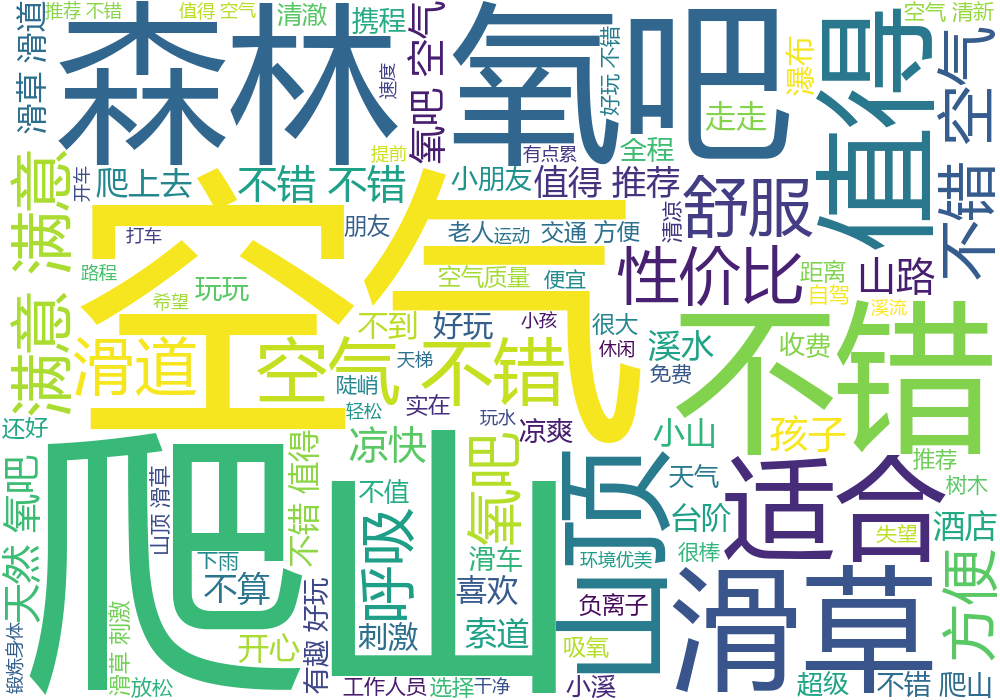 推荐 不错
值得 空气
清澈
携程
空气 清新
滑草 滑道
森林 氧吧
氧吧 空气
速度
好玩 不错
瀑布
值得
不错 空气
走走
提前
有点累
全程
满意 满意
开车
爬上去
不错 不错
小朋友
值得 推荐
舒服
清凉
空气
打车
朋友
老人
运动
交通 方便
性价比
山路
路程
希望
玩玩
空气质量
便宜
距离
自驾
溪流
不错
滑道
空气 不错
不到
好玩
小孩
很大
休闲
溪水
收费
天梯
陡峭
免费
轻松
实在
玩水
凉爽
小山
孩子
还好
爬山
凉快
氧吧
山顶
天气
适合
推荐
树木
天然 氧吧
山顶 滑草
不错 值得
不值
呼吸
滑车
台阶
失望
酒店
下雨
不算
环境优美
很棒
喜欢
负离子
滑草
方便
锻炼身体
滑草 刺激
有趣 好玩
刺激
索道
开心
吸氧
放松
工作人员
选择
干净
小溪
超级
不错 爬山